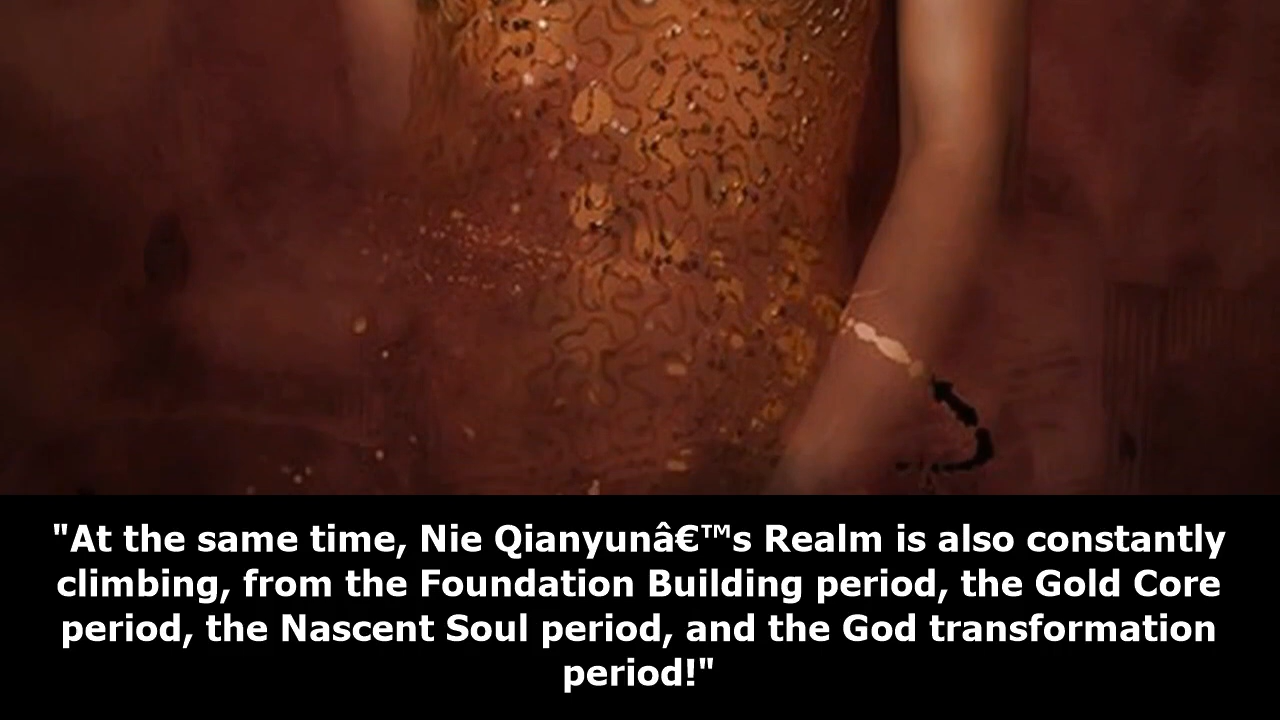 "At the same time, Nie Qianyunâ€™s Realm is also constantly
climbing, from the Foundation Building period, the Gold Core
period, the Nascent Soul period, and the God transformation
period!"